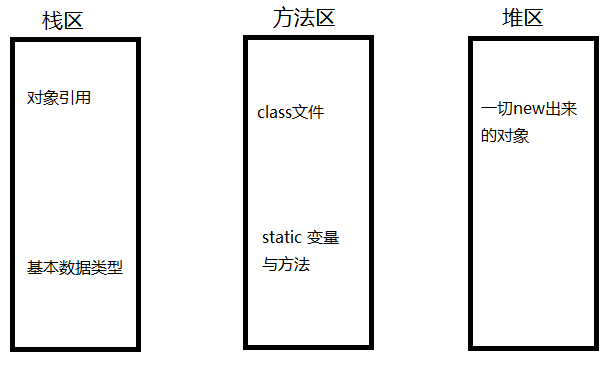 栈区
对象引用
基本数据类型
方法区
class文件
static 变量
与方法
堆区
一切new出来
的对象